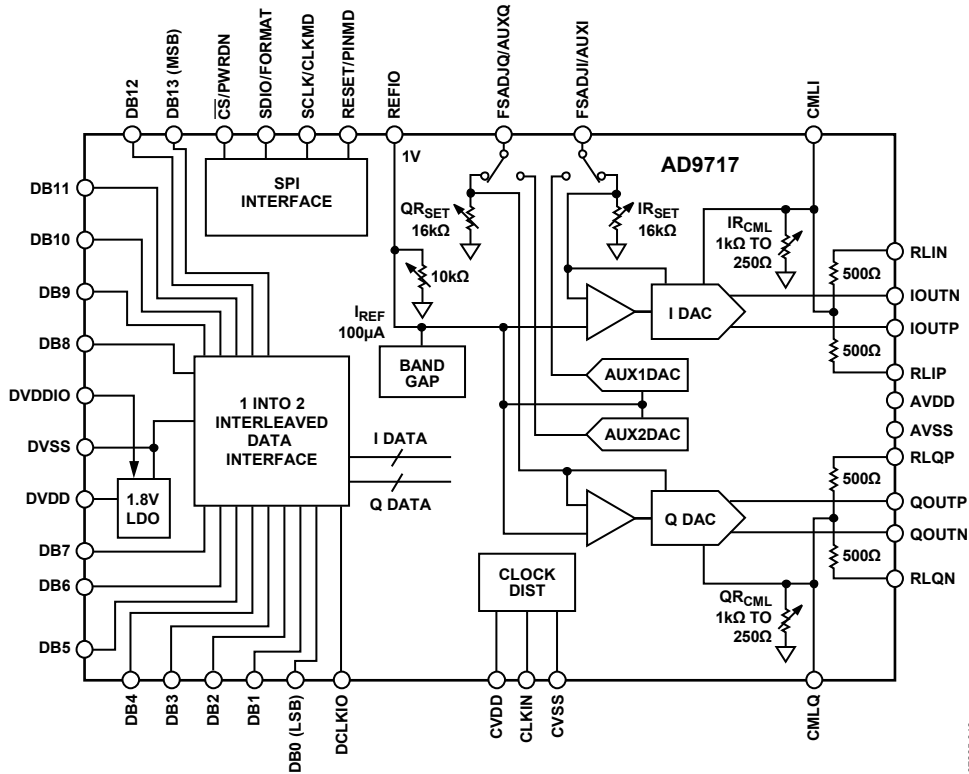 DB12
DB13 (MSB)
CS/PWRDN
SDIO/FORMAT
SCLK/CLKMD
RESET/PINMD
REFIO
FSADJQ/AUXQ
FSADJI/AUXI
CMLI
1V
AD9717
SPI
INTERFACE
DB11
DB10
DB9
DB8
DVDDIO
DVSS
DVDD
DB7
DB6
DB5
QRSET
16kΩ
IRSET
16kΩ
IRCML
1kΩ TO
250Ω
10kΩ
IREF
100µA
BAND
GAP
I DAC
500Ω
500Ω
RLIN
IOUTN
IOUTP
RLIP
AVDD
AVSS
RLQP
QOUTP
QOUTN
RLQN
AUX1DAC
AUX2DAC
1 INTO 2
INTERLEAVED
DATA
INTERFACE
I DATA
Q DATA
1.8V
LDO
Q DAC
500Ω
500Ω
CLOCK
DIST
QRCML
1kΩ TO
250Ω
DB4
DB3
DB2
DB1
DB0 (LSB)
DCLKIO
CVDD
CLKIN
CVSS
CMLQ